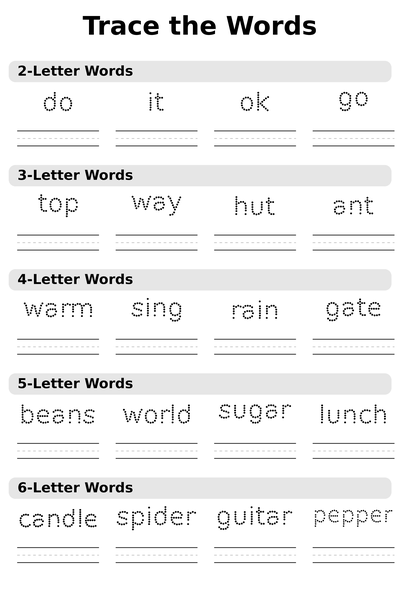 Trace the Words
2-Letter Words
do it ok go
3-Letter Words
top way hut ant
4-Letter Words
warm sing rain gate
5-Letter Words
beans world sugar lunch
6-Letter Words
candle spider guitar pepper